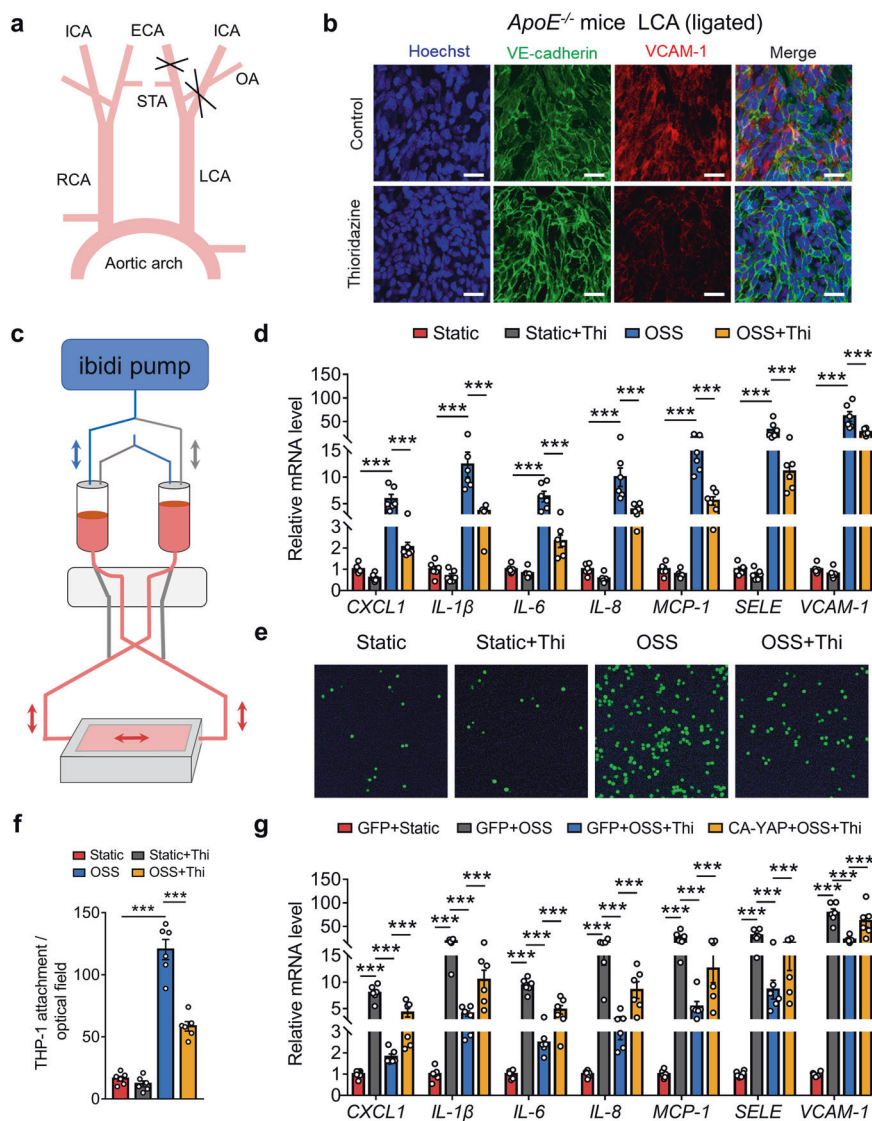 a
ICA ECA ICA
OA
STA
RCA LCA
Aortic arch
b
ApoE-/- mice LCA (ligated)
Hoechst VE-cadherin VCAM-1 Merge
Control
Thioridazine
c
ibidi pump
d
Static Static+Thi OSS OSS+Thi
Relative mRNA level
150
100
50
15
10
5
3
2
1
0
*** *** *** *** *** *** *** *** *** *** *** *** *** ***
CXCL1 IL-1β IL-6 IL-8 MCP-1 SELE VCAM-1
e
Static Static+Thi OSS OSS+Thi
f
Static Static+Thi
OSS OSS+Thi
THP-1 attachment /
optical field
150
100
50
0
*** ***
g
GFP+Static GFP+OSS GFP+OSS+Thi CA-YAP+OSS+Thi
Relative mRNA level
150
100
50
15
10
5
3
2
1
0
*** *** *** *** *** *** *** *** *** *** *** *** *** *** *** *** *** *** *** *** ***
CXCL1 IL-1β IL-6 IL-8 MCP-1 SELE VCAM-1